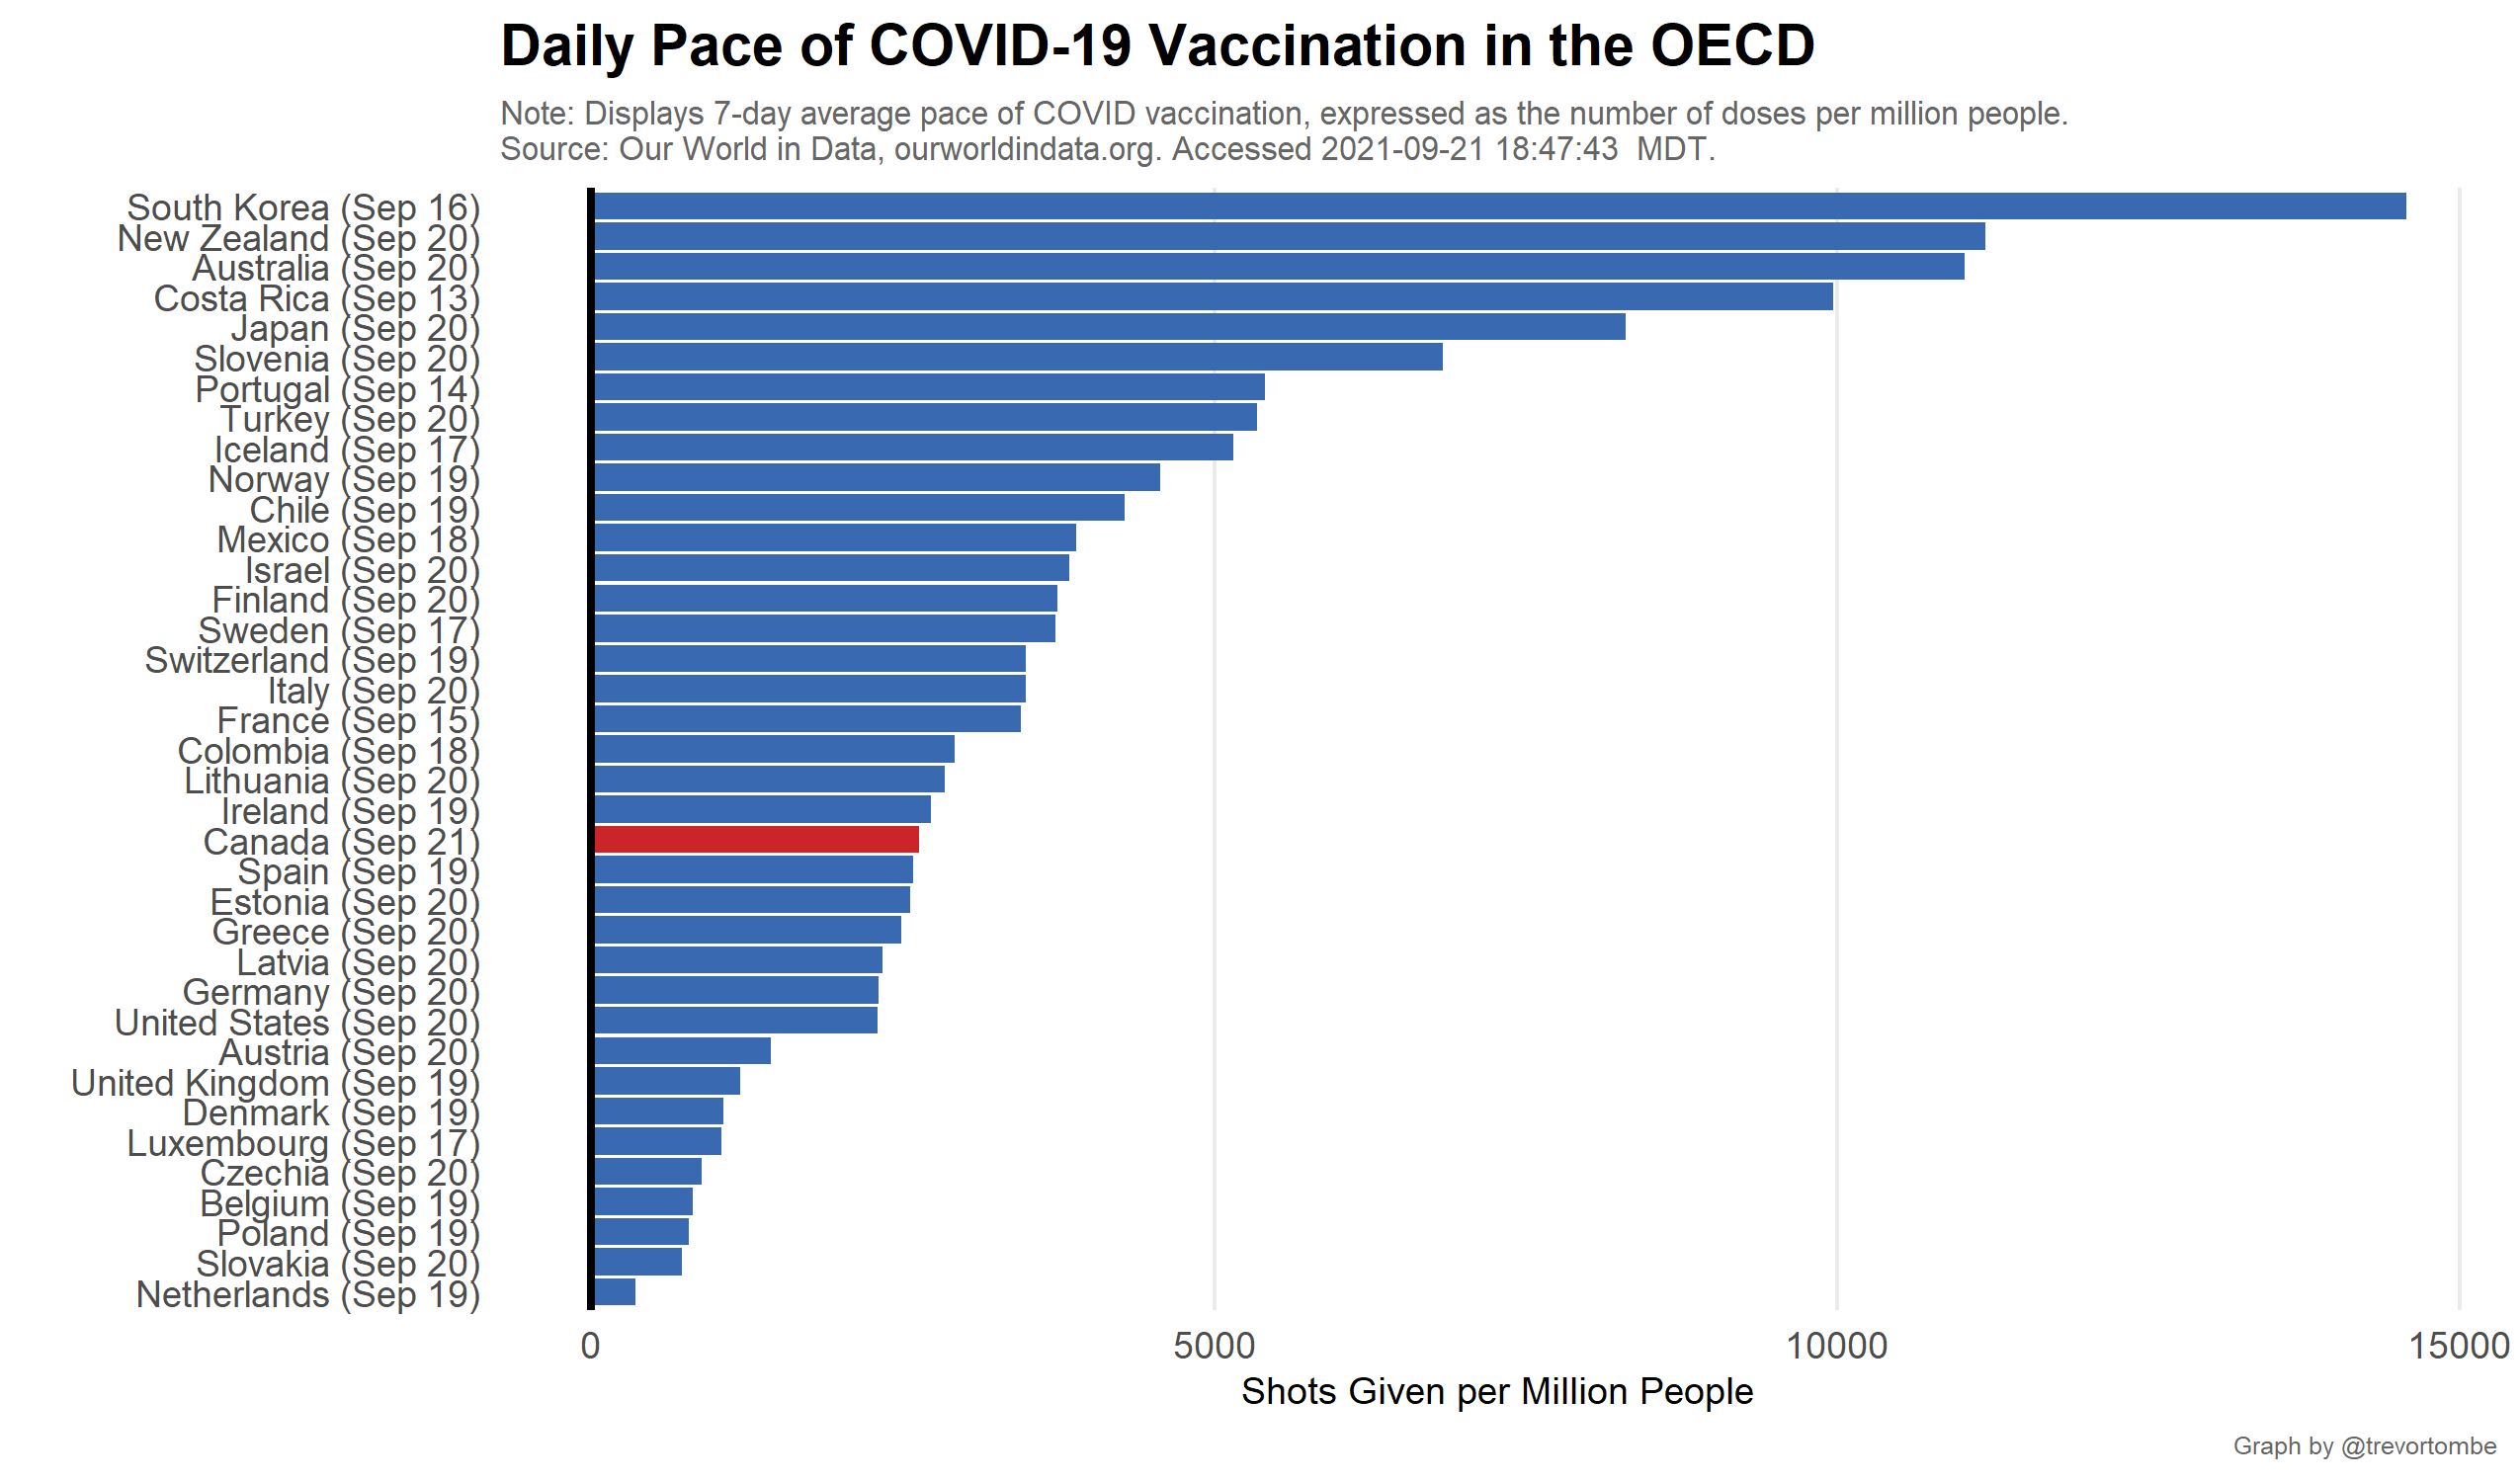 Daily Pace of COVID-19 Vaccination in the OECD
Note: Displays 7-day average pace of COVID vaccination, expressed as the number of doses per million people.
Source: Our World in Data, ourworldindata.org. Accessed 2021-09-21 18:47:43  MDT.
South Korea (Sep 16)
New Zealand (Sep 20)
Australia (Sep 20)
Costa Rica (Sep 13)
Japan (Sep 20)
Slovenia (Sep 20)
Portugal (Sep 14)
Turkey (Sep 20)
Iceland (Sep 17)
Norway (Sep 19)
Chile (Sep 19)
Mexico (Sep 18)
Israel (Sep 20)
Finland (Sep 20)
Sweden (Sep 17)
Switzerland (Sep 19)
Italy (Sep 20)
France (Sep 15)
Colombia (Sep 18)
Lithuania (Sep 20)
Ireland (Sep 19)
Canada (Sep 21)
Spain (Sep 19)
Estonia (Sep 20)
Greece (Sep 20)
Latvia (Sep 20)
Germany (Sep 20)
United States (Sep 20)
Austria (Sep 20)
United Kingdom (Sep 19)
Denmark (Sep 19)
Luxembourg (Sep 17)
Czechia (Sep 20)
Belgium (Sep 19)
Poland (Sep 19)
Slovakia (Sep 20)
Netherlands (Sep 19)
0 5000 10000 15000
Shots Given per Million People
Graph by @trevortombe